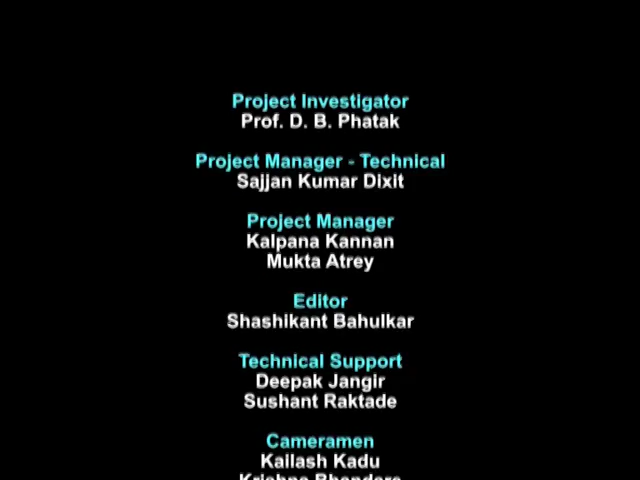 Project Investigator
Prof. D. B. Phatak
Project Manager - Technical
Sajjan Kumar Dixit
Project Manager
Kalpana Kannan
Mukta Atrey
Editor
Shashikant Bahulkar
Technical Support
Deepak Jangir
Sushant Raktade
Cameramen
Kailash Kadu